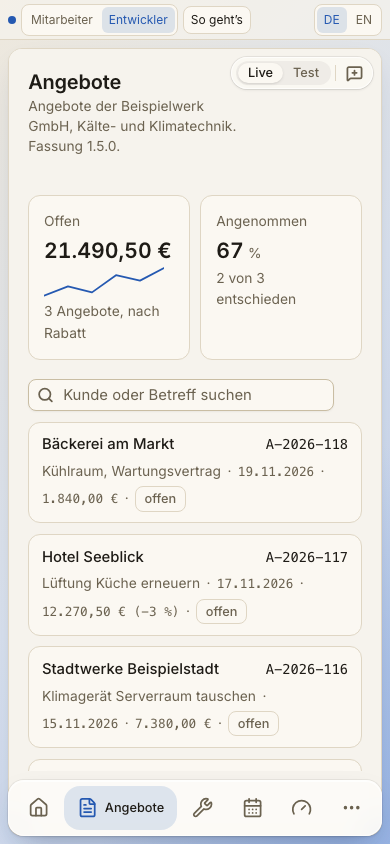 Mitarbeiter Entwickler So geht's DE EN
Live Test
Angebote
Angebote der Beispielwerk
GmbH, Kälte- und Klimatechnik.
Fassung 1.5.0.
Offen
21.490,50 €
3 Angebote, nach
Rabatt
Angenommen
67 %
2 von 3
entschieden
Kunde oder Betreff suchen
Bäckerei am Markt A-2026-118
Kühlraum, Wartungsvertrag · 19.11.2026 ·
1.840,00 € · offen
Hotel Seeblick A-2026-117
Lüftung Küche erneuern · 17.11.2026 ·
12.270,50 € (−3 %) · offen
Stadtwerke Beispielstadt A-2026-116
Klimagerät Serverraum tauschen ·
15.11.2026 · 7.380,00 € · offen
Angebote